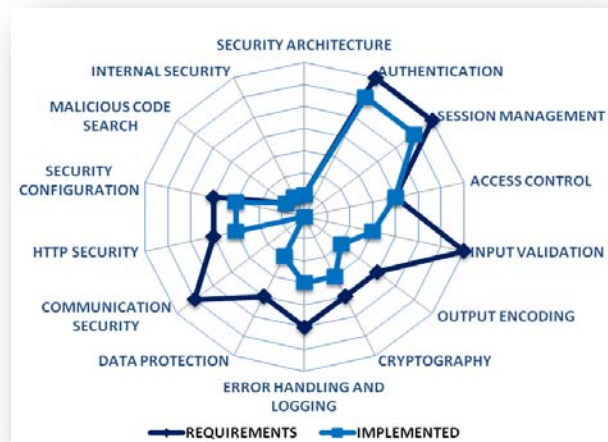 SECURITY ARCHITECTURE
AUTHENTICATION
SESSION MANAGEMENT
ACCESS CONTROL
INPUT VALIDATION
OUTPUT ENCODING
CRYPTOGRAPHY
ERROR HANDLING AND
LOGGING
DATA PROTECTION
COMMUNICATION
SECURITY
HTTP SECURITY
SECURITY
CONFIGURATION
MALICIOUS CODE
SEARCH
INTERNAL SECURITY
REQUIREMENTS IMPLEMENTED